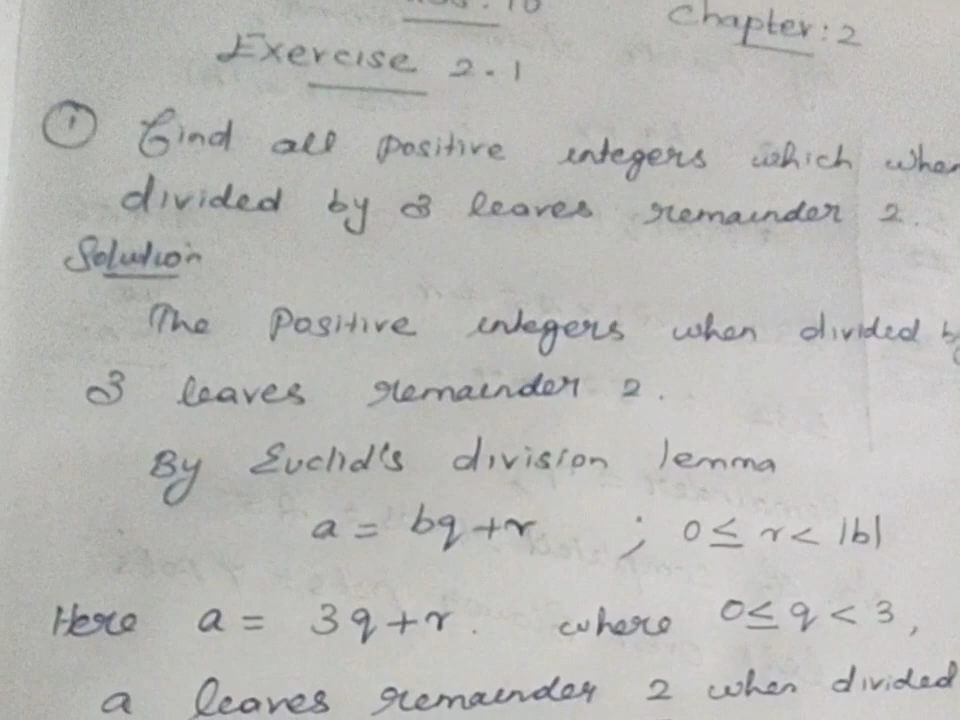 Chapter: 2
Exercise 2.1
① Find all positive integers which when
divided by 3 leaves remainder 2.
Solution
The Positive integers when divided by
3 leaves remainder 2.
By Euclid's division lemma
a = bq + r ; 0 ≤ r < |b|
Here a = 3q + r. where 0 ≤ q < 3,
a leaves remainder 2 when divided